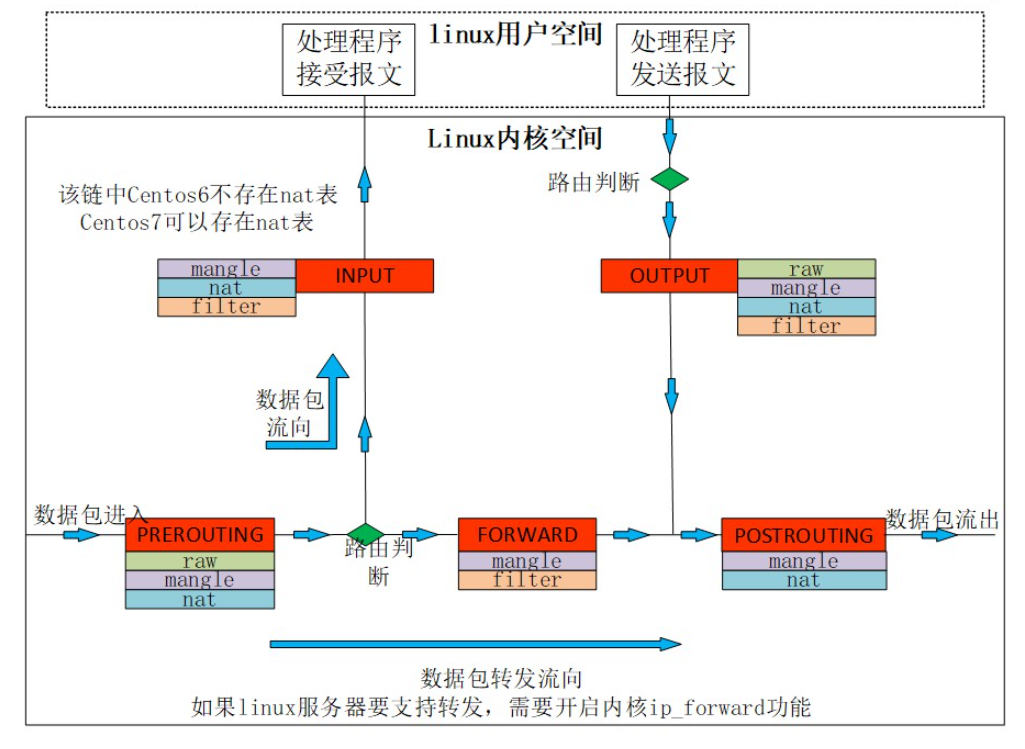 linux用户空间
处理程序
接受报文
处理程序
发送报文
Linux内核空间
该链中Centos6不存在nat表
Centos7可以存在nat表
路由判断
mangle
nat
filter
INPUT
OUTPUT
raw
mangle
nat
filter
数据包
流向
数据包进入
PREROUTING
raw
mangle
nat
路由判
断
FORWARD
mangle
filter
POSTROUTING
mangle
nat
数据包流出
数据包转发流向
如果linux服务器要支持转发，需要开启内核ip_forward功能